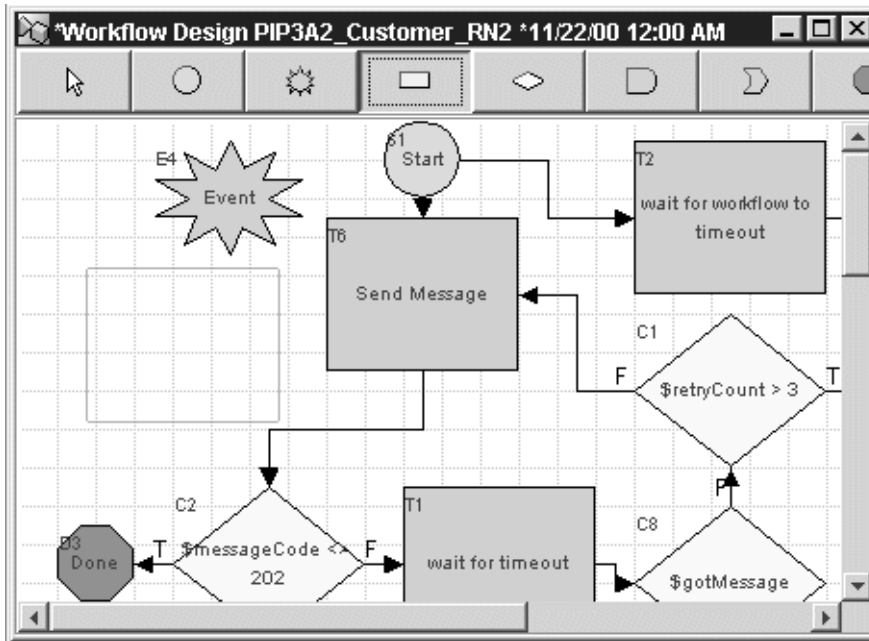 *Workflow Design PIP3A2_Customer_RN2 *11/22/00 12:00 AM
S1
Start
E4
Event
T2
wait for workflow to
timeout
T6
Send Message
C1
$retryCount > 3
F
T
C2
$messageCode <>
202
T
F
D3
Done
T1
wait for timeout
C8
$gotMessage